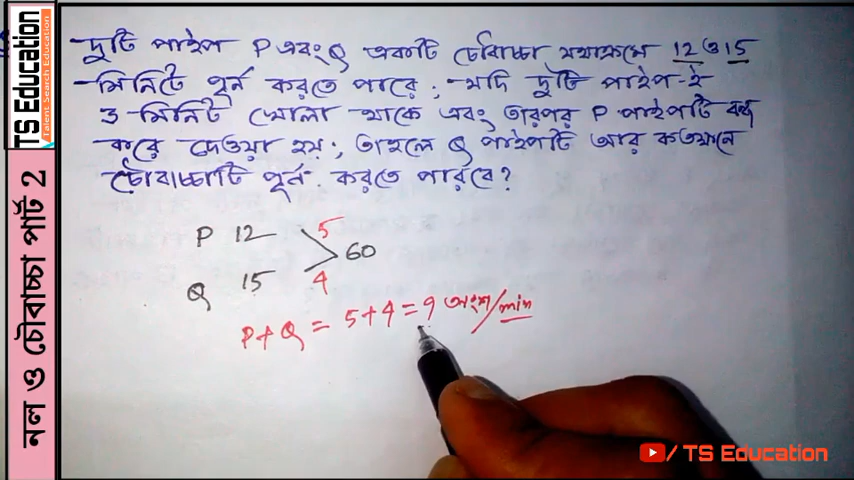 দুটি পাইপ P এবং Q একটি চৌবাচ্চা যথাক্রমে 12 ও 15
মিনিটে পূর্ন করতে পারে; যদি দুটি পাইপ-ই
3 মিনিট খোলা থাকে এবং তারপর P পাইপটি বন্ধ
করে দেওয়া হয়; তাহলে Q পাইপটি আর কতক্ষনে
চৌবাচ্চাটি পূর্ন করতে পারবে?
P 12 5
60
Q 15 4
P+Q = 5+4 = 9 অংশ/min
TS Education
Talent Search Education
নল ও চৌবাচ্চা পার্ট 2
/ TS Education